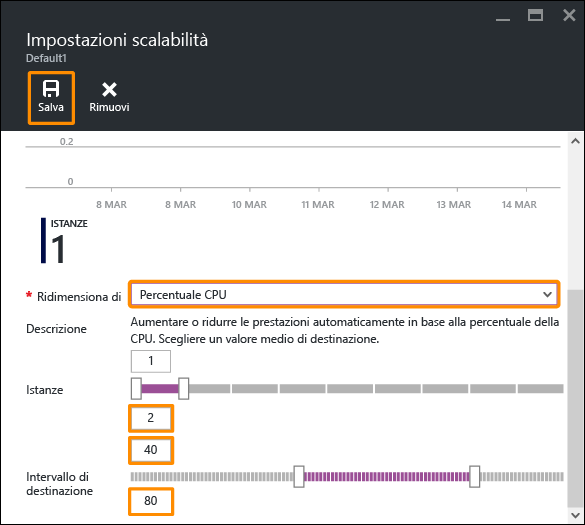 Impostazioni scalabilità
Default1
Salva Rimuovi
0.2
0
8 MAR 8 MAR 10 MAR 11 MAR 12 MAR 13 MAR 14 MAR
ISTANZE
1
* Ridimensiona di Percentuale CPU
Descrizione Aumentare o ridurre le prestazioni automaticamente in base alla percentuale della
CPU. Scegliere un valore medio di destinazione.
1
Istanze
2
40
Intervallo di
destinazione
80